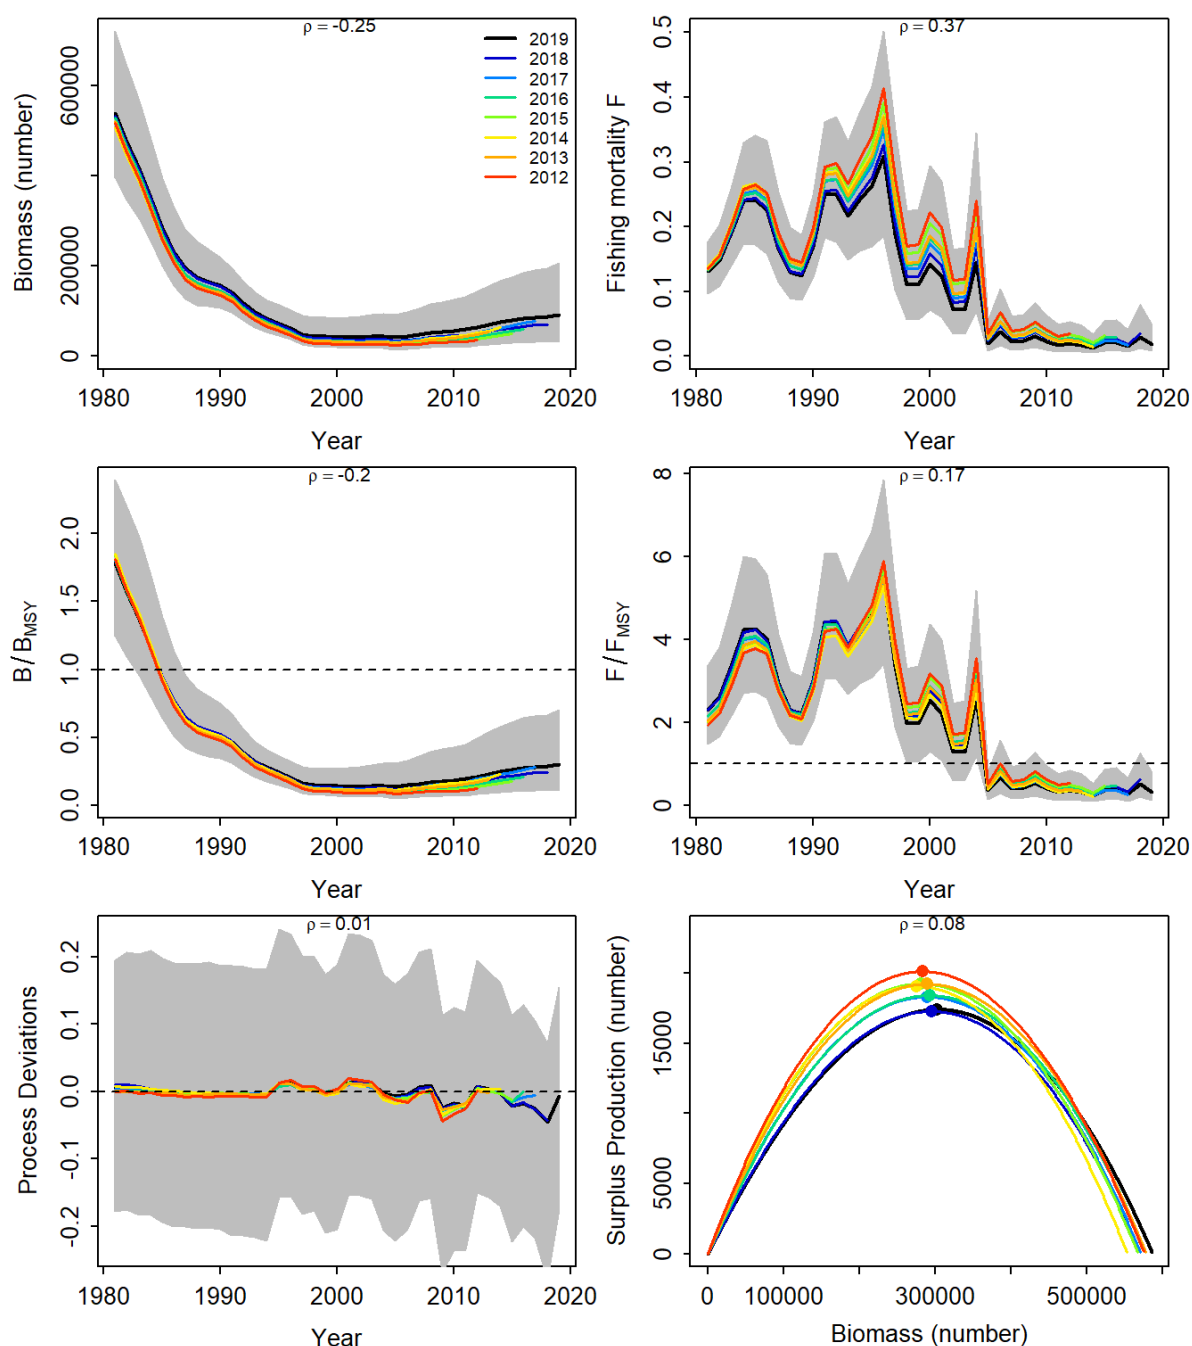 ρ = -0.25
2019
2018
2017
2016
2015
2014
2013
2012
Biomass (number)
600000
200000
0
1980 1990 2000 2010 2020
Year
ρ = 0.37
Fishing mortality F
0.5
0.4
0.3
0.2
0.1
0.0
1980 1990 2000 2010 2020
Year
ρ = -0.2
B/BMSY
2.0
1.5
1.0
0.5
0.0
1980 1990 2000 2010 2020
Year
ρ = 0.17
F/FMSY
8
6
4
2
0
1980 1990 2000 2010 2020
Year
ρ = 0.01
Process Deviations
0.2
0.1
0.0
-0.1
-0.2
1980 1990 2000 2010 2020
Year
ρ = 0.08
Surplus Production (number)
15000
5000
0
0 100000 300000 500000
Biomass (number)